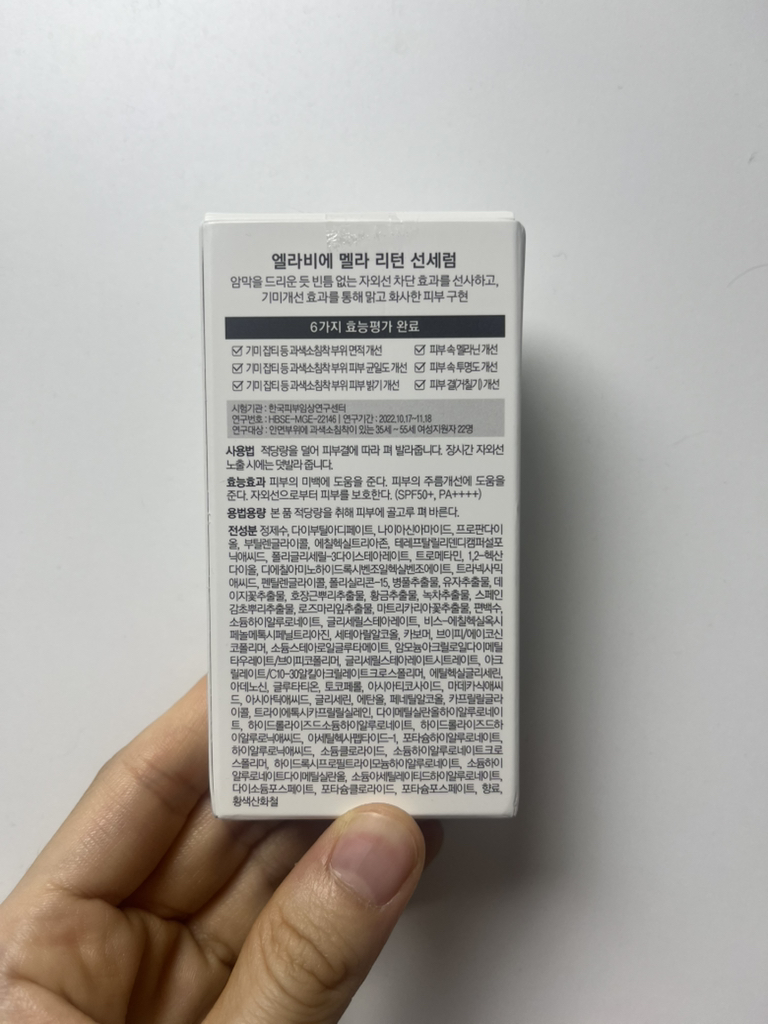 엘라비에 멜라 리턴 선세럼
암막을 드리운 듯 빈틈 없는 자외선 차단 효과를 선사하고,
기미개선 효과를 통해 맑고 화사한 피부 구현
6가지 효능평가 완료
기미 잡티 등 과색소침착 부위 면적 개선 피부 속 멜라닌 개선
기미 잡티 등 과색소침착 부위 피부 균일도 개선 피부 속 투명도 개선
기미 잡티 등 과색소침착 부위 피부 밝기 개선 피부 결(거칠기) 개선
시험기관 : 한국피부임상연구센터
연구번호 : HBSE-MGE-22146 | 연구기간 : 2022.10.17~11.18
연구대상 : 안면부위에 과색소침착이 있는 35세 ~ 55세 여성지원자 22명
사용법 적당량을 덜어 피부결에 따라 펴 발라줍니다. 장시간 자외선
노출 시에는 덧발라 줍니다.
효능효과 피부의 미백에 도움을 준다. 피부의 주름개선에 도움을
준다. 자외선으로부터 피부를 보호한다. (SPF50+, PA++++)
용법용량 본 품 적당량을 취해 피부에 골고루 펴 바른다.
전성분 정제수, 다이부틸아디페이트, 나이아신아마이드, 프로판다이
올, 부틸렌글라이콜, 에칠헥실트리아존, 테레프탈릴리덴디캠퍼설포
닉애씨드, 폴리글리세릴-3다이스테아레이트, 트로메타민, 1,2-헥산
다이올, 디에칠아미노하이드록시벤조일헥실벤조에이트, 트라넥사믹
애씨드, 펜틸렌글라이콜, 폴리실리콘-15, 병풀추출물, 유자추출물, 데
이지꽃추출물, 호장근뿌리추출물, 황금추출물, 녹차추출물, 스페인
감초뿌리추출물, 로즈마리잎추출물, 마트리카리아꽃추출물, 편백수,
소듐하이알루로네이트, 글리세릴스테아레이트, 비스-에칠헥실옥시
페놀메톡시페닐트리아진, 세테아릴알코올, 카보머, 브이피/에이코신
코폴리머, 소듐스테아로일글루타메이트, 암모늄아크릴로일다이메틸
타우레이트/브이피코폴리머, 글리세릴스테아레이트시트레이트, 아크
릴레이트/C10-30알킬아크릴레이트크로스폴리머, 에틸헥실글리세린,
아데노신, 글루타티온, 토코페롤, 아시아티코사이드, 마데카식애씨
드, 아시아틱애씨드, 글리세린, 에탄올, 페네틸알코올, 카프릴릴글라
이콜, 트라이에톡시카프릴릴실레인, 다이메틸실란올하이알루로네이
트, 하이드롤라이즈드소듐하이알루로네이트, 하이드롤라이즈드하
이알루로닉애씨드, 아세틸헥사펩타이드-1, 포타슘하이알루로네이트,
하이알루로닉애씨드, 소듐클로라이드, 소듐하이알루로네이트크로
스폴리머, 하이드록시프로필트라이모늄하이알루로네이트, 소듐하이
알루로네이트다이메틸실란올, 소듐아세틸레이티드하이알루로네이트,
다이소듐포스페이트, 포타슘클로라이드, 포타슘포스페이트, 향료,
황색산화철